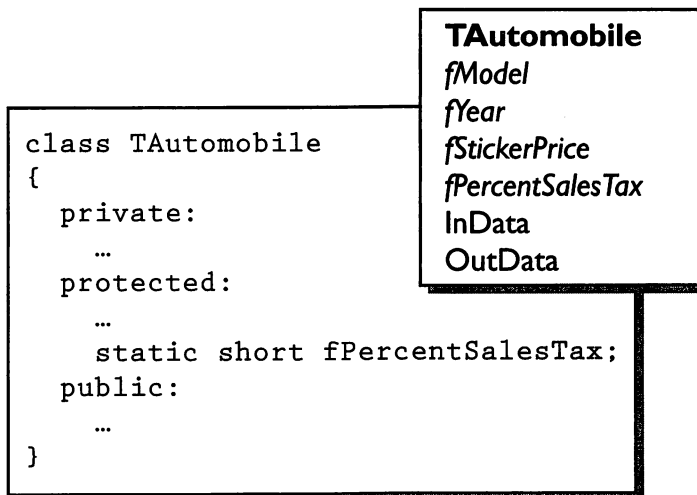 TAutomobile
fModel
fYear
fStickerPrice
fPercentSalesTax
InData
OutData
class TAutomobile
{
private:
…
protected:
…
static short fPercentSalesTax;
public:
…
}